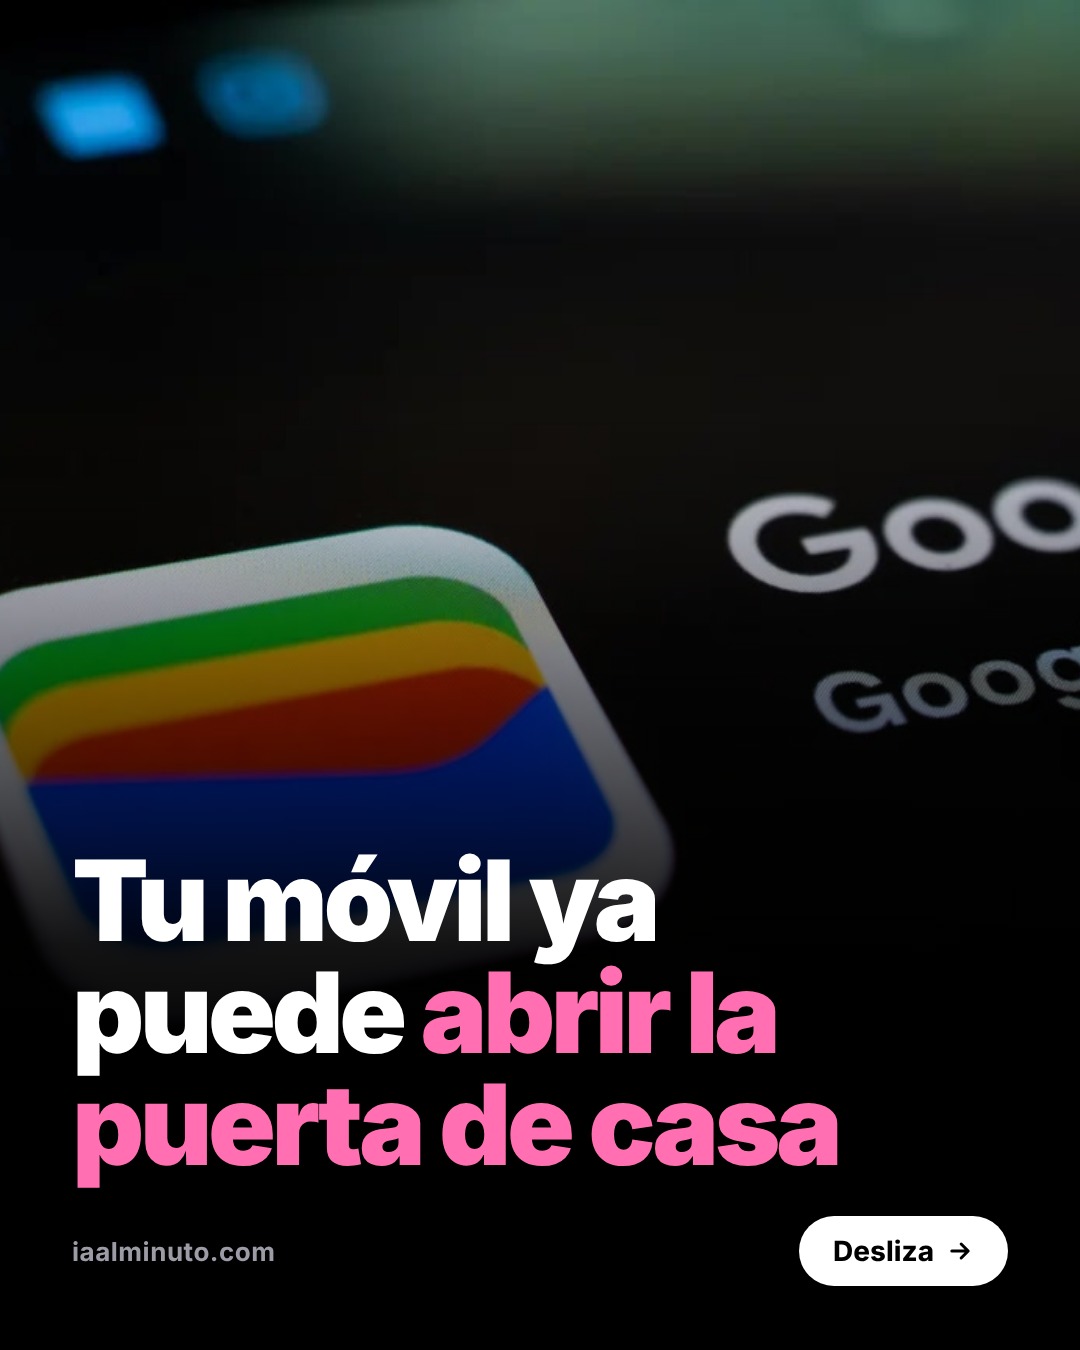 Goo
Goog
Tu móvil ya
puede abrir la
puerta de casa
iaalminuto.com
Desliza →